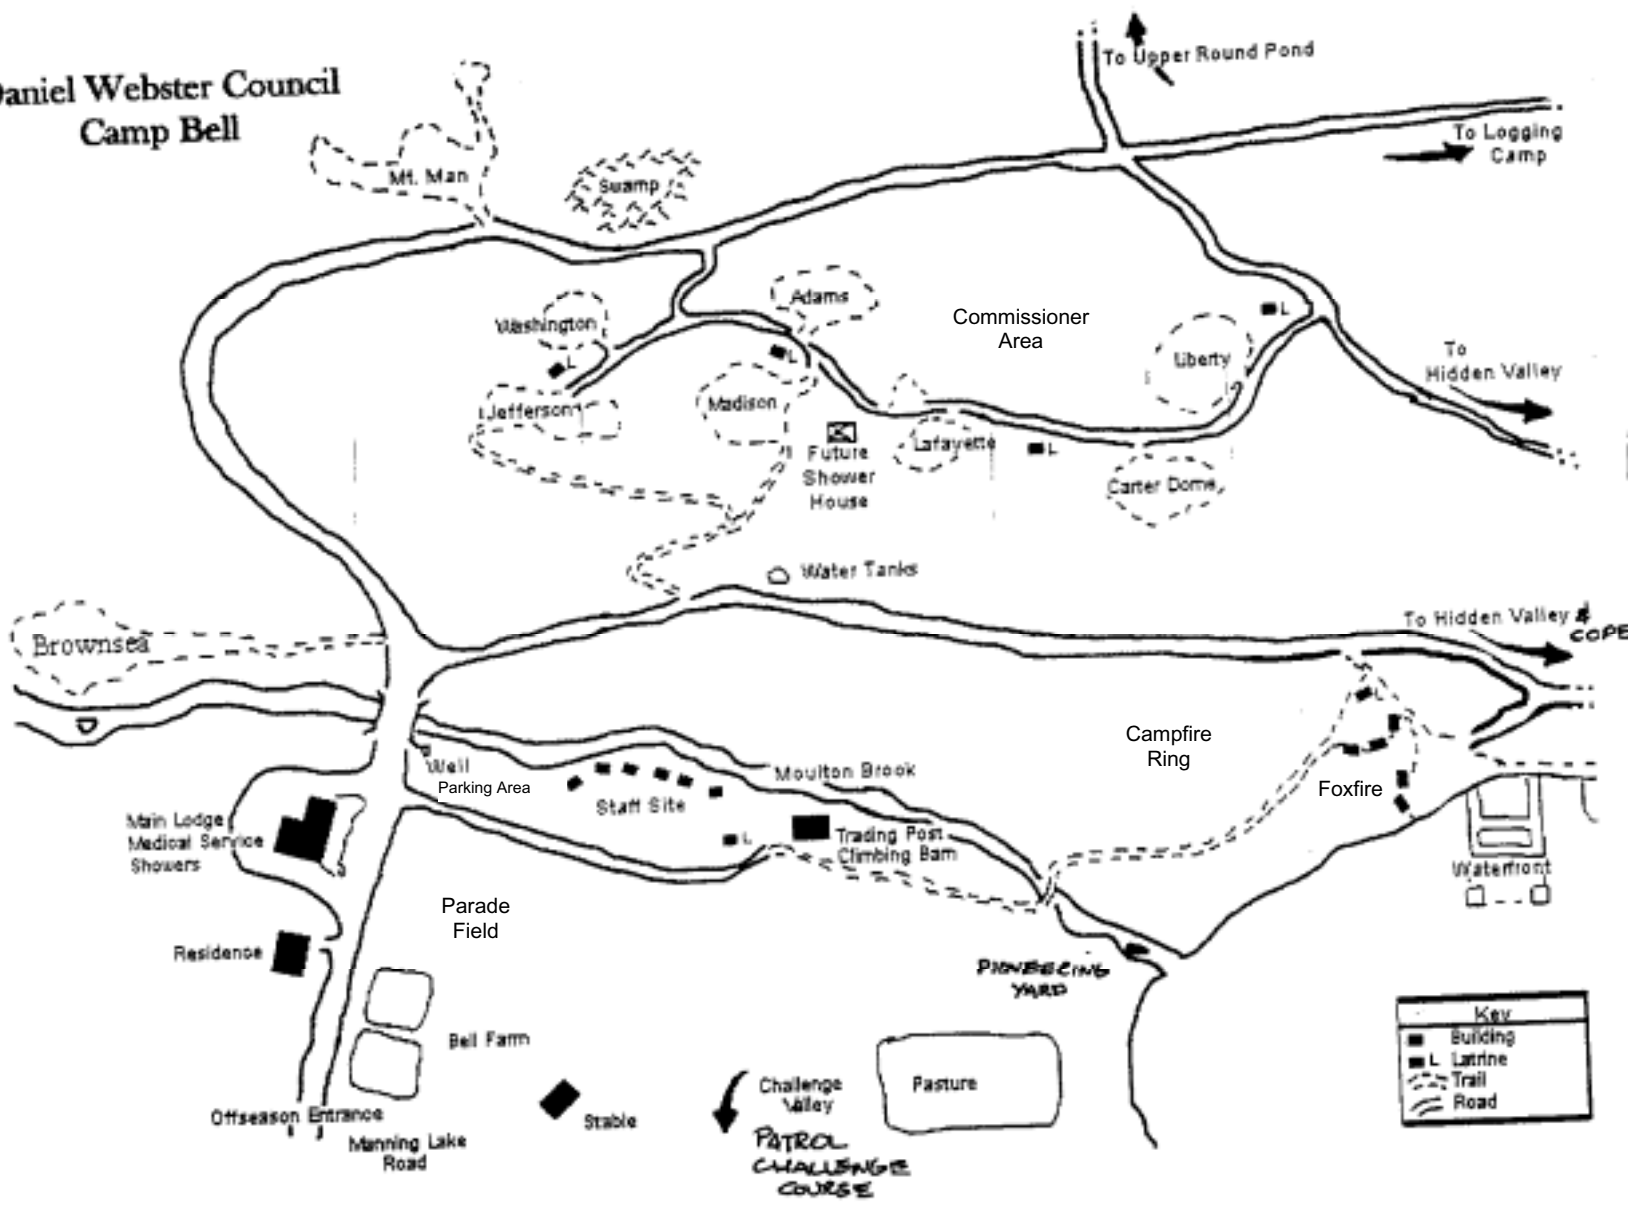 Daniel Webster Council
Camp Bell
To Upper Round Pond
To Logging
Camp
Mt. Man
Swamp
Adams
Washington
Commissioner
Area
L
L
L
Liberty
To
Hidden Valley
Jefferson
Madison
Lafayette
L
Future
Shower
House
Carter Dome
Water Tanks
To Hidden Valley &
COPE
Brownsea
L
Campfire
Ring
Well
Parking Area
Moulton Brook
Foxfire
Staff Site
Main Lodge
Medical Service
Showers
L
Trading Post
Climbing Barn
Waterfront
Parade
Field
Residence
PIONEERING
YARD
Key
Building
L Latrine
Trail
Road
Bell Farm
Challenge
Valley
Pasture
Offseason Entrance
Stable
Manning Lake
Road
PATROL
CHALLENGE
COURSE